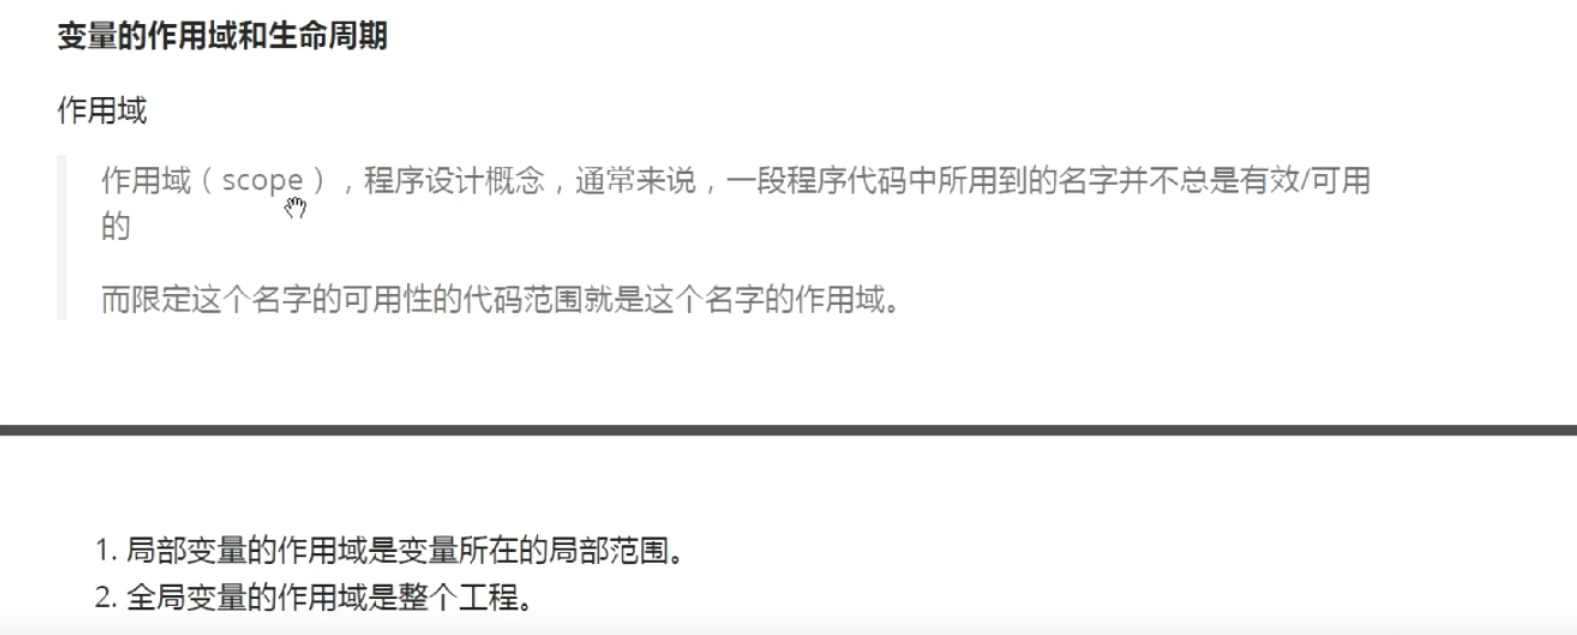 变量的作用域和生命周期
作用域
作用域（scope），程序设计概念，通常来说，一段程序代码中所用到的名字并不总是有效/可用
的
而限定这个名字的可用性的代码范围就是这个名字的作用域。
1. 局部变量的作用域是变量所在的局部范围。
2. 全局变量的作用域是整个工程。